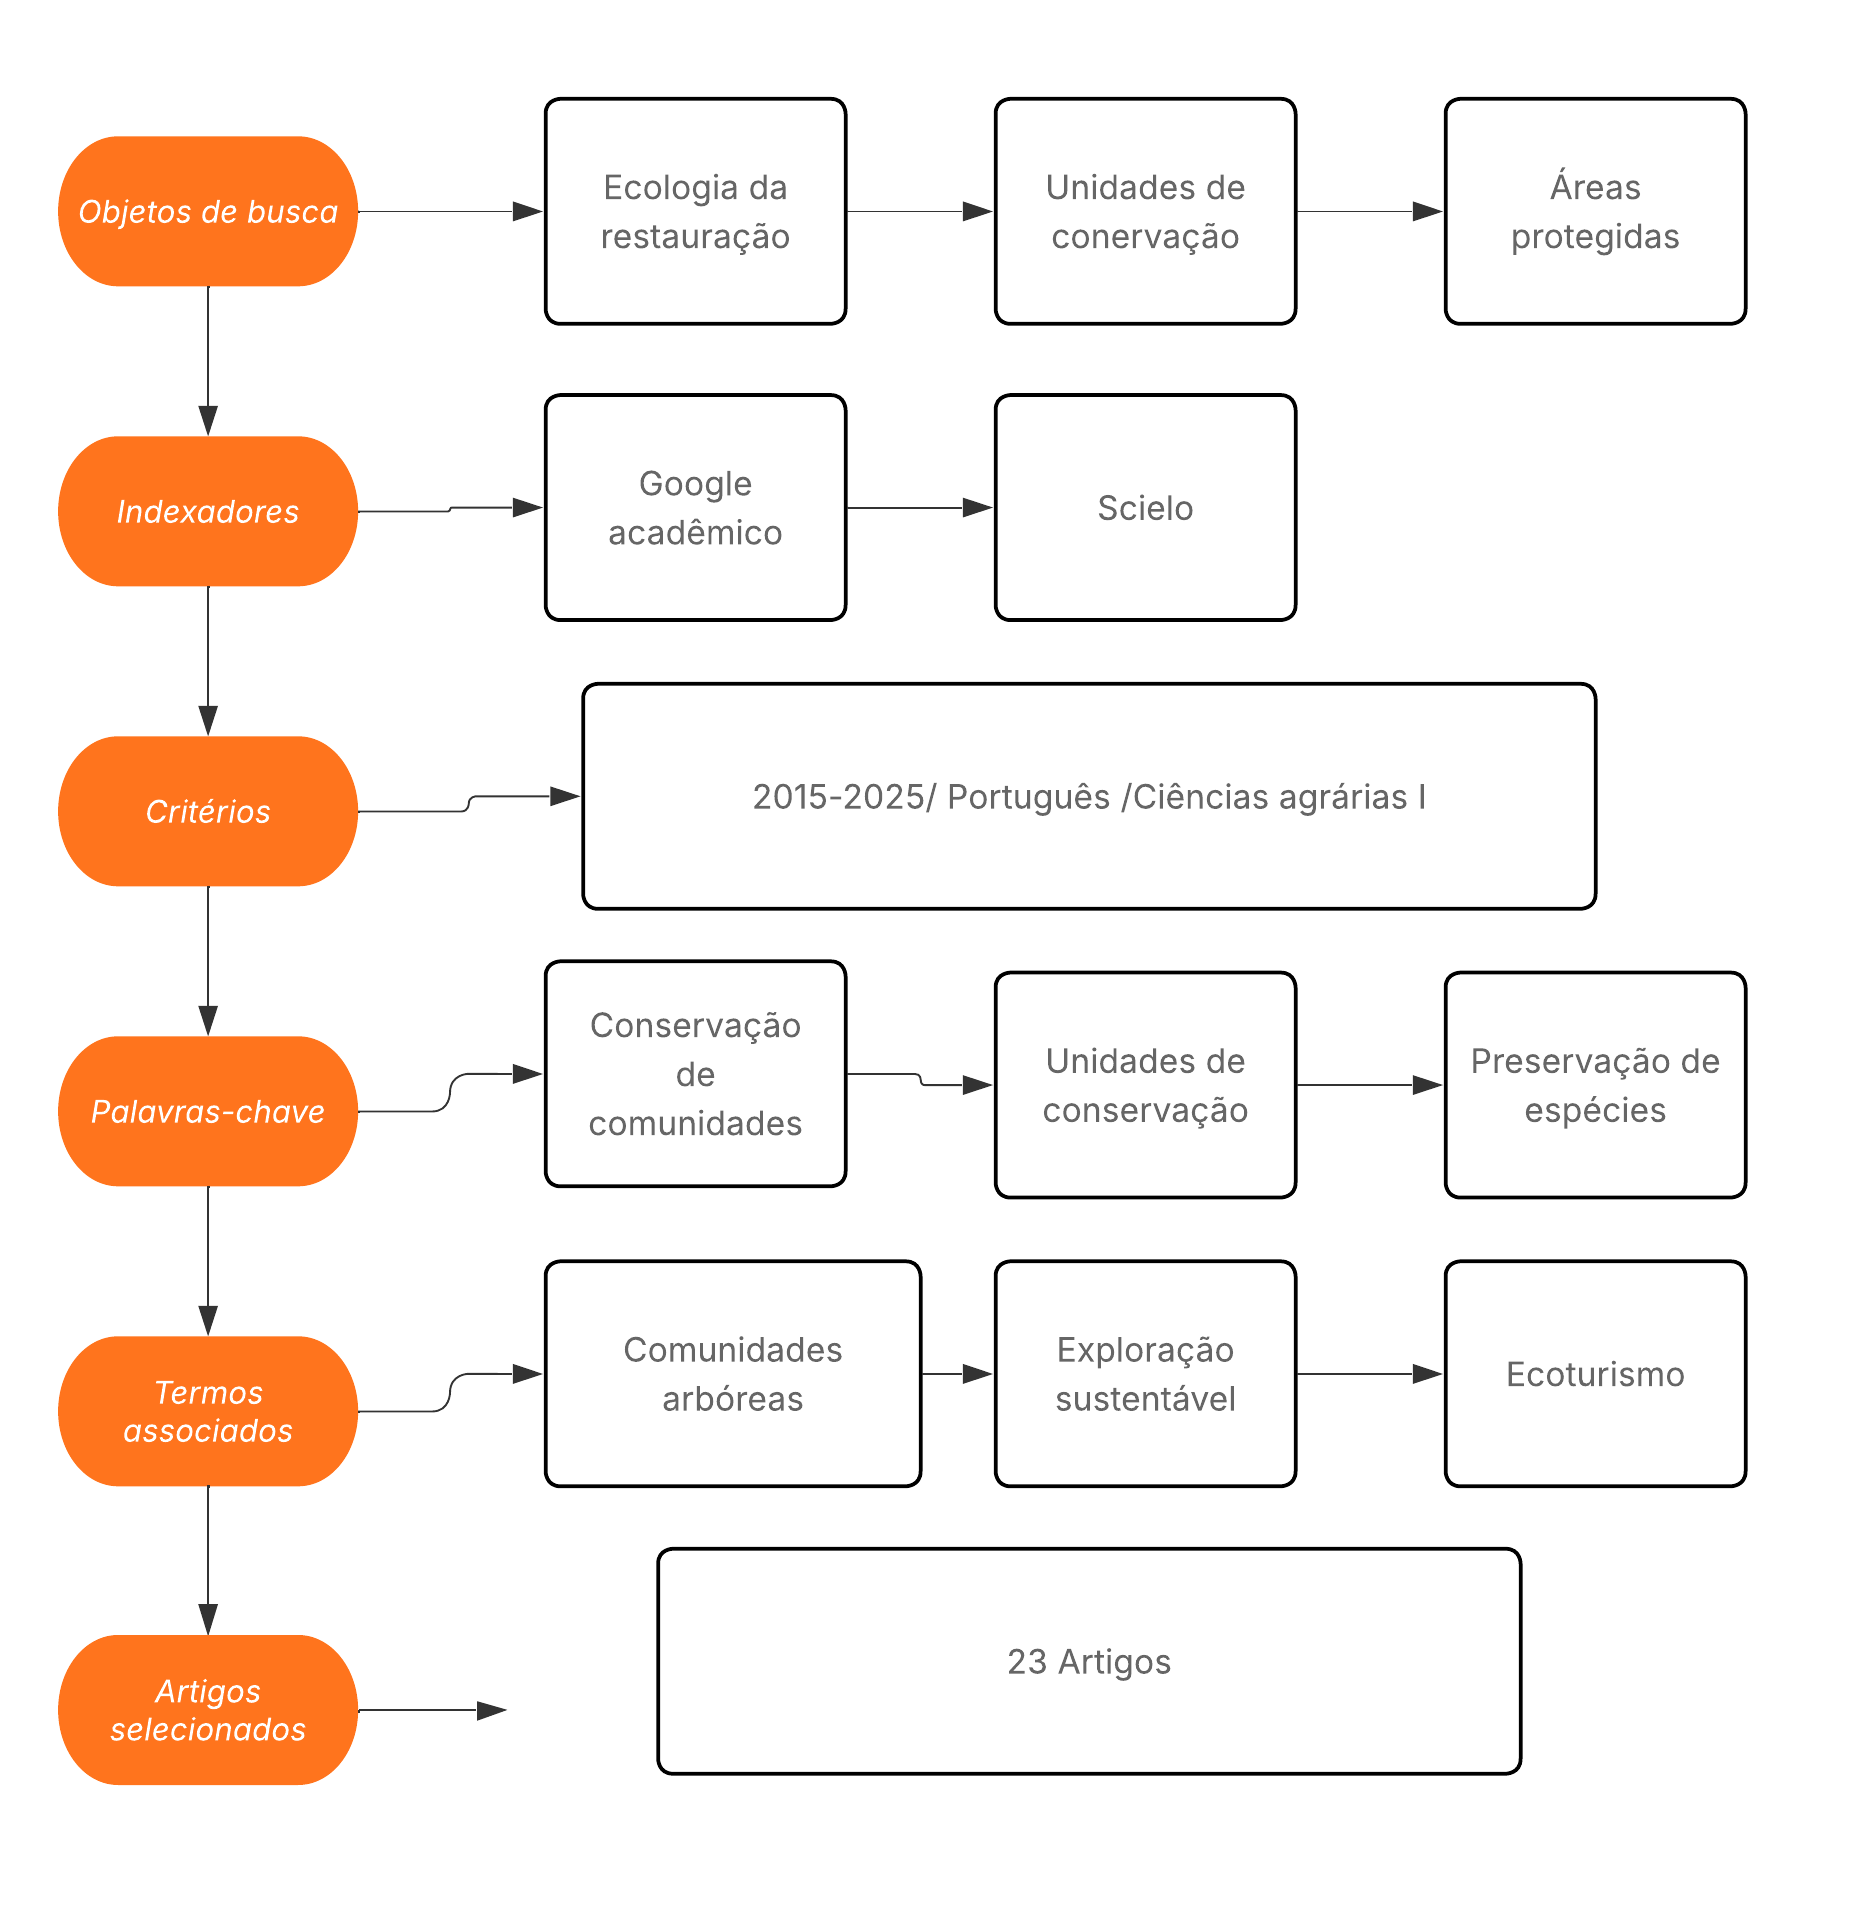 Objetos de busca
Ecologia da
restauração
Unidades de
conervação
Áreas
protegidas
Indexadores
Google
acadêmico
Scielo
Critérios
2015-2025/ Português /Ciências agrárias I
Palavras-chave
Conservação
de
comunidades
Unidades de
conservação
Preservação de
espécies
Termos
associados
Comunidades
arbóreas
Exploração
sustentável
Ecoturismo
Artigos
selecionados
23 Artigos